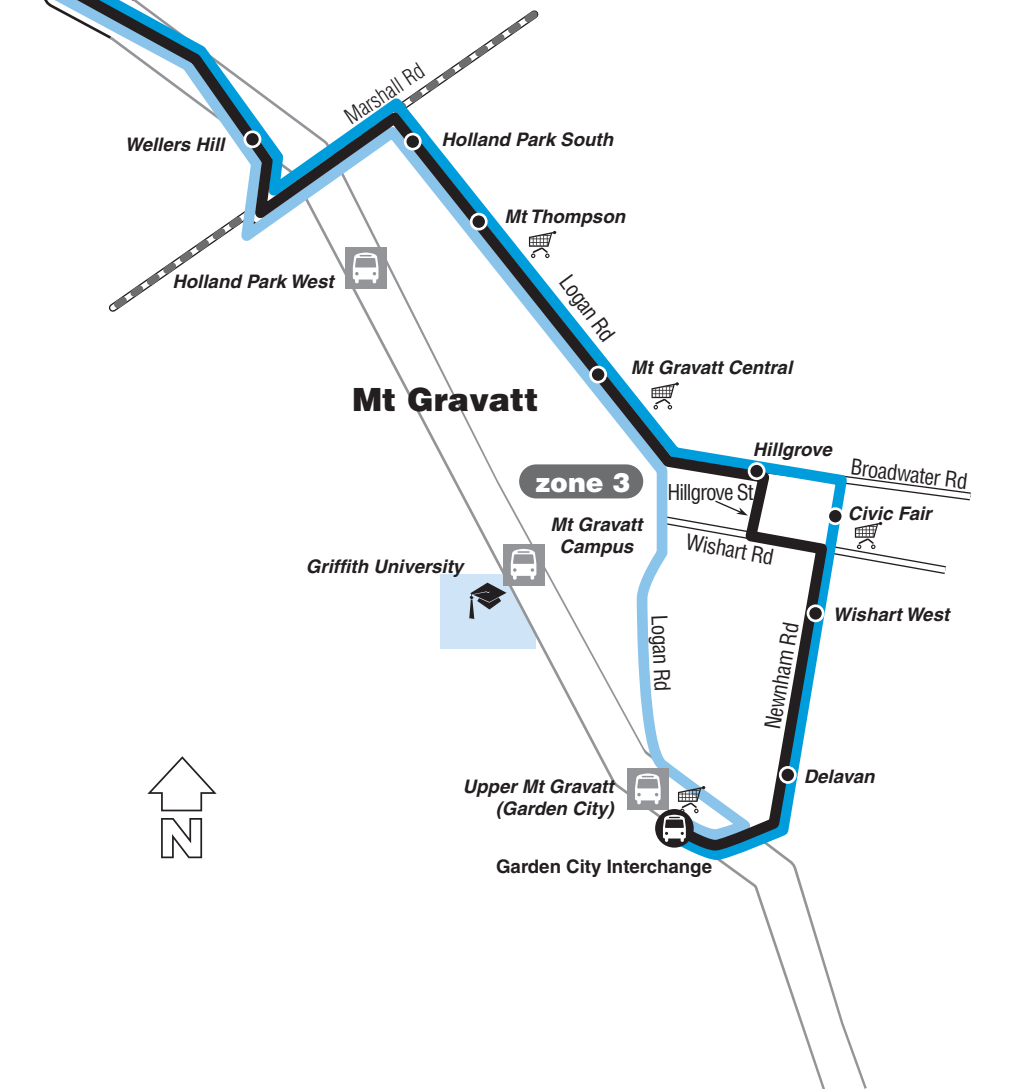 Marshall Rd
Wellers Hill
Holland Park South
Mt Thompson
Holland Park West
Logan Rd
Mt Gravatt Central
Mt Gravatt
Hillgrove
Broadwater Rd
zone 3
Hillgrove St
Civic Fair
Mt Gravatt
Campus
Wishart Rd
Griffith University
Wishart West
Logan Rd
Newnham Rd
Delavan
Upper Mt Gravatt
(Garden City)
N
Garden City Interchange